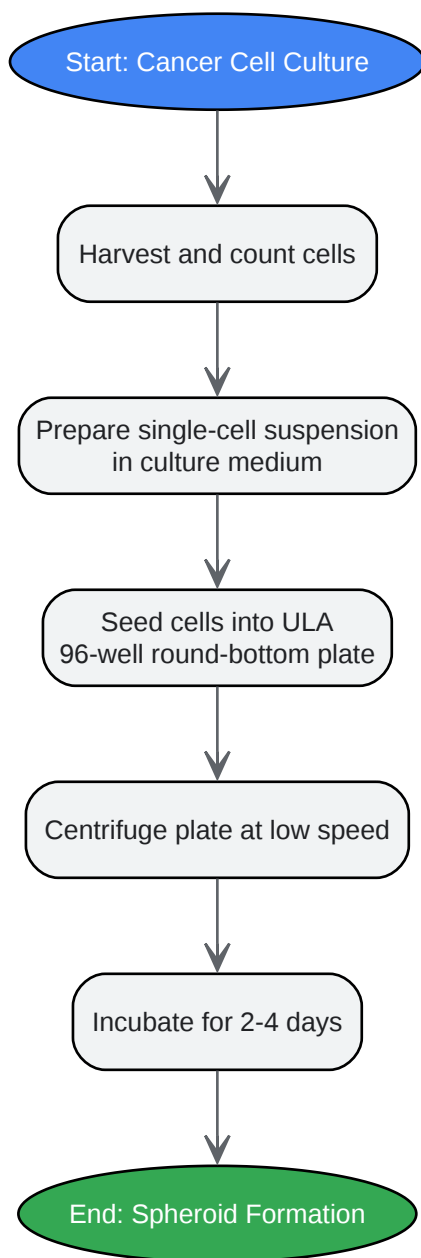 Start: Cancer Cell Culture
Harvest and count cells
Prepare single-cell suspension
in culture medium
Seed cells into ULA
96-well round-bottom plate
Centrifuge plate at low speed
Incubate for 2-4 days
End: Spheroid Formation